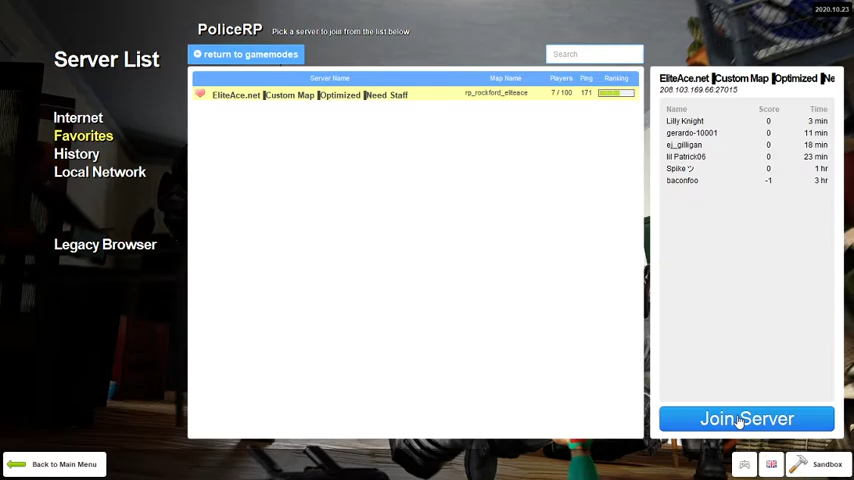 2020.10.23
PoliceRP Pick a server to join from the list below
Server List
return to gamemodes
Search
Internet
Favorites
History
Local Network
Legacy Browser
Server Name Map Name Players Ping Ranking
EliteAce.net ▐Custom Map ▐Optimized ▐Need Staff rp_rockford_eliteace 7 / 100 171
EliteAce.net ▐Custom Map ▐Optimized ▐Ne
208.103.169.66:27015
Name Score Time
Lilly Knight 0 3 min
gerardo-10001 0 11 min
ej_gilligan 0 18 min
lil Patrick06 0 23 min
Spike ツ 0 1 hr
baconfoo -1 3 hr
Join Server
Back to Main Menu
Sandbox